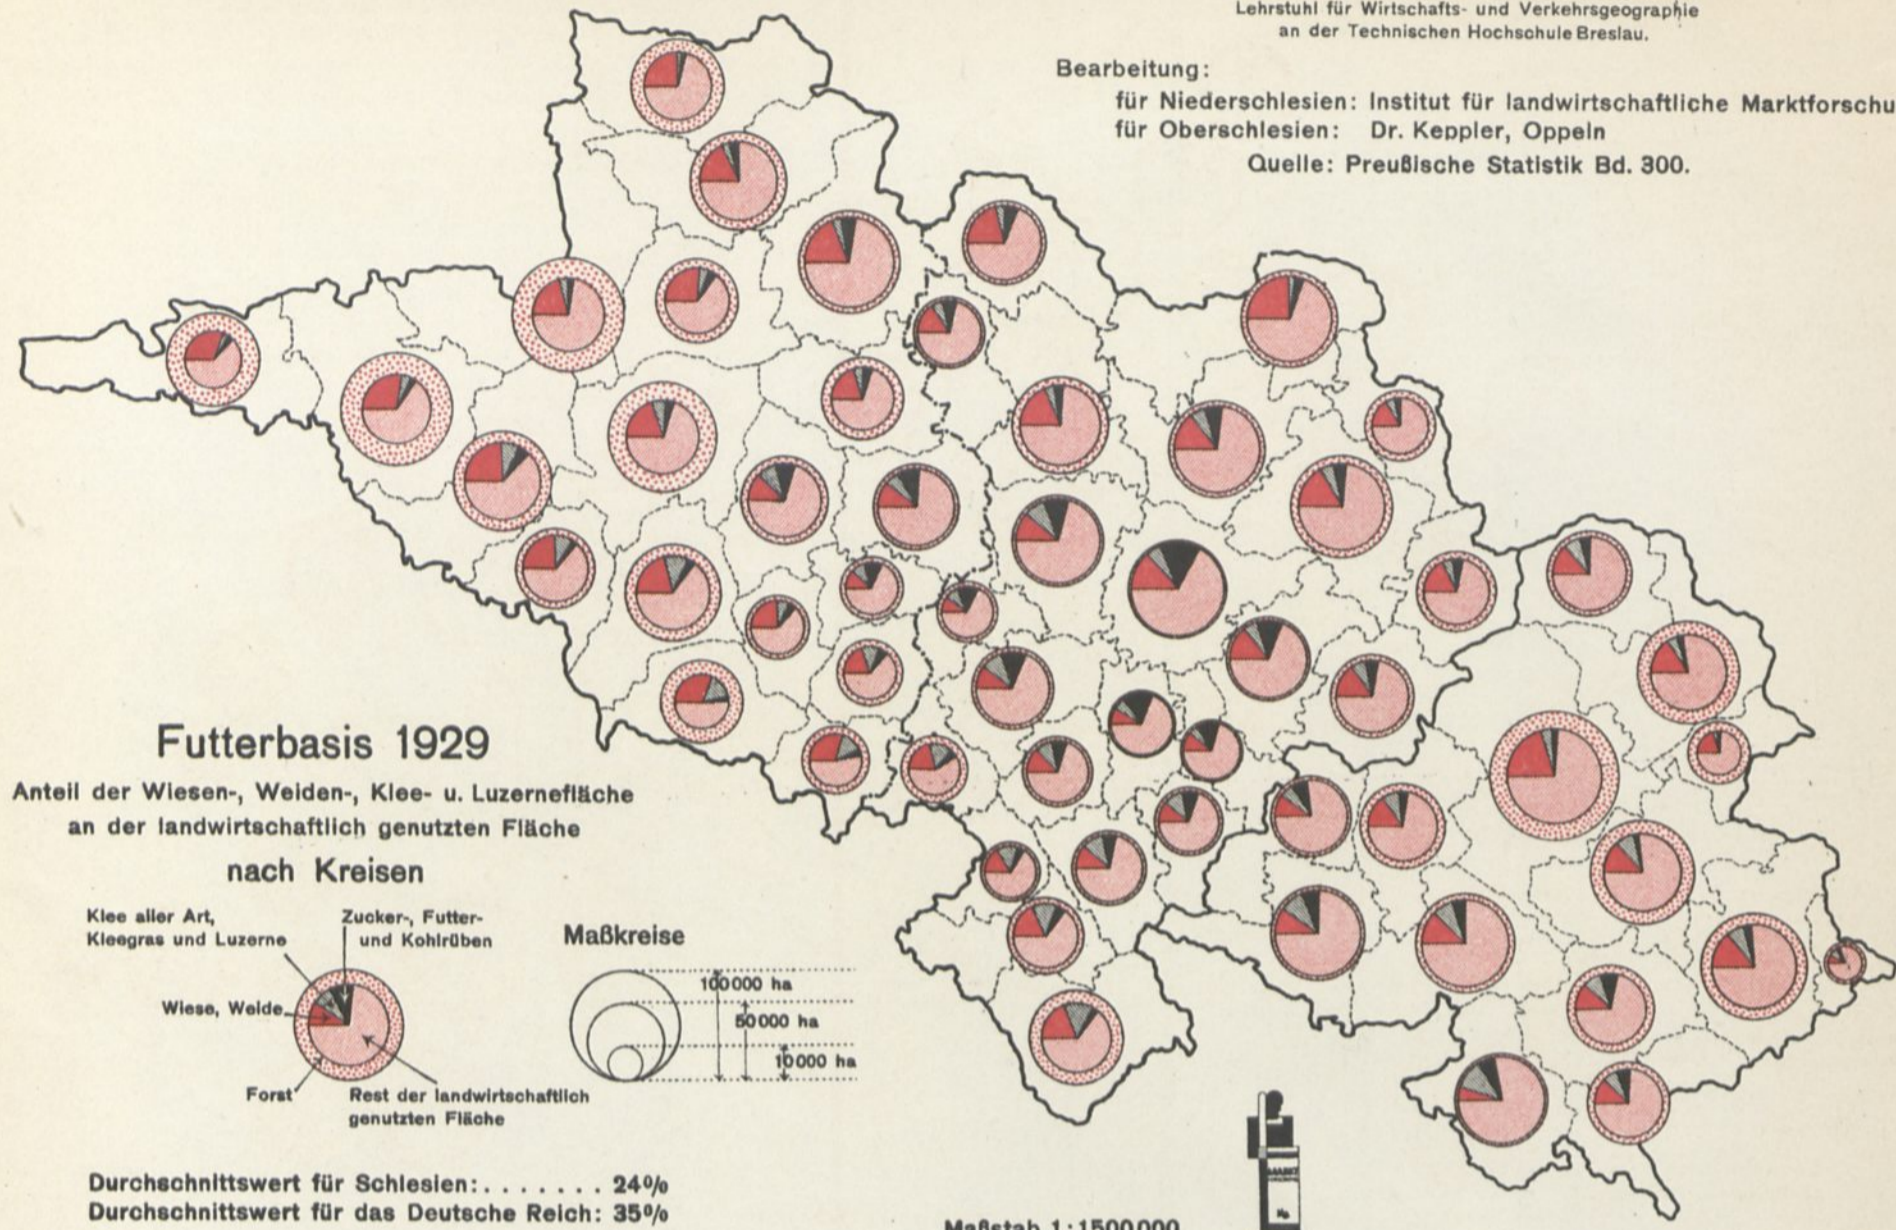 Lehrstuhl für Wirtschafts- und Verkehrsgeographie
an der Technischen Hochschule Breslau.
Bearbeitung:
für Niederschlesien: Institut für landwirtschaftliche Marktforschu
für Oberschlesien: Dr. Keppler, Oppeln
Quelle: Preußische Statistik Bd. 300.
Futterbasis 1929
Anteil der Wiesen-, Weiden-, Klee- u. Luzernefläche
an der landwirtschaftlich genutzten Fläche
nach Kreisen
Klee aller Art,
Kleegras und Luzerne
Zucker-, Futter-
und Kohlrüben
Wiese, Weide
Forst
Rest der landwirtschaftlich
genutzten Fläche
Maßkreise
100000 ha
50000 ha
10000 ha
Durchschnittswert für Schlesien: . . . . . . . 24%
Durchschnittswert für das Deutsche Reich: 35%
Maßstab 1:1500000
MARKT